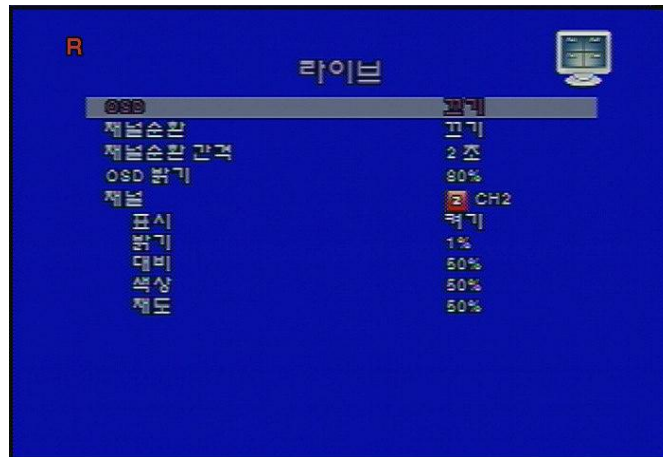 R
라이브
OSD 끄기
채널순환 끄기
채널순환 간격 2 초
OSD 밝기 80%
채널 2 CH2
표시 켜기
밝기 1%
대비 50%
색상 50%
채도 50%